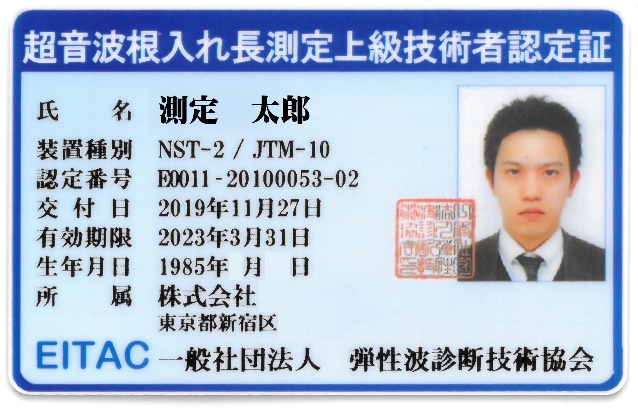 超音波根入れ長測定上級技術者認定証
氏　名　測定　太郎
装置種別　NST-2 / JTM-10
認定番号　E0011-20100053-02
交付日　2019年11月27日
有効期限　2023年3月31日
生年月日　1985年　月　日
所　属　株式会社
東京都新宿区
EITAC 一般社団法人　弾性波診断技術協会